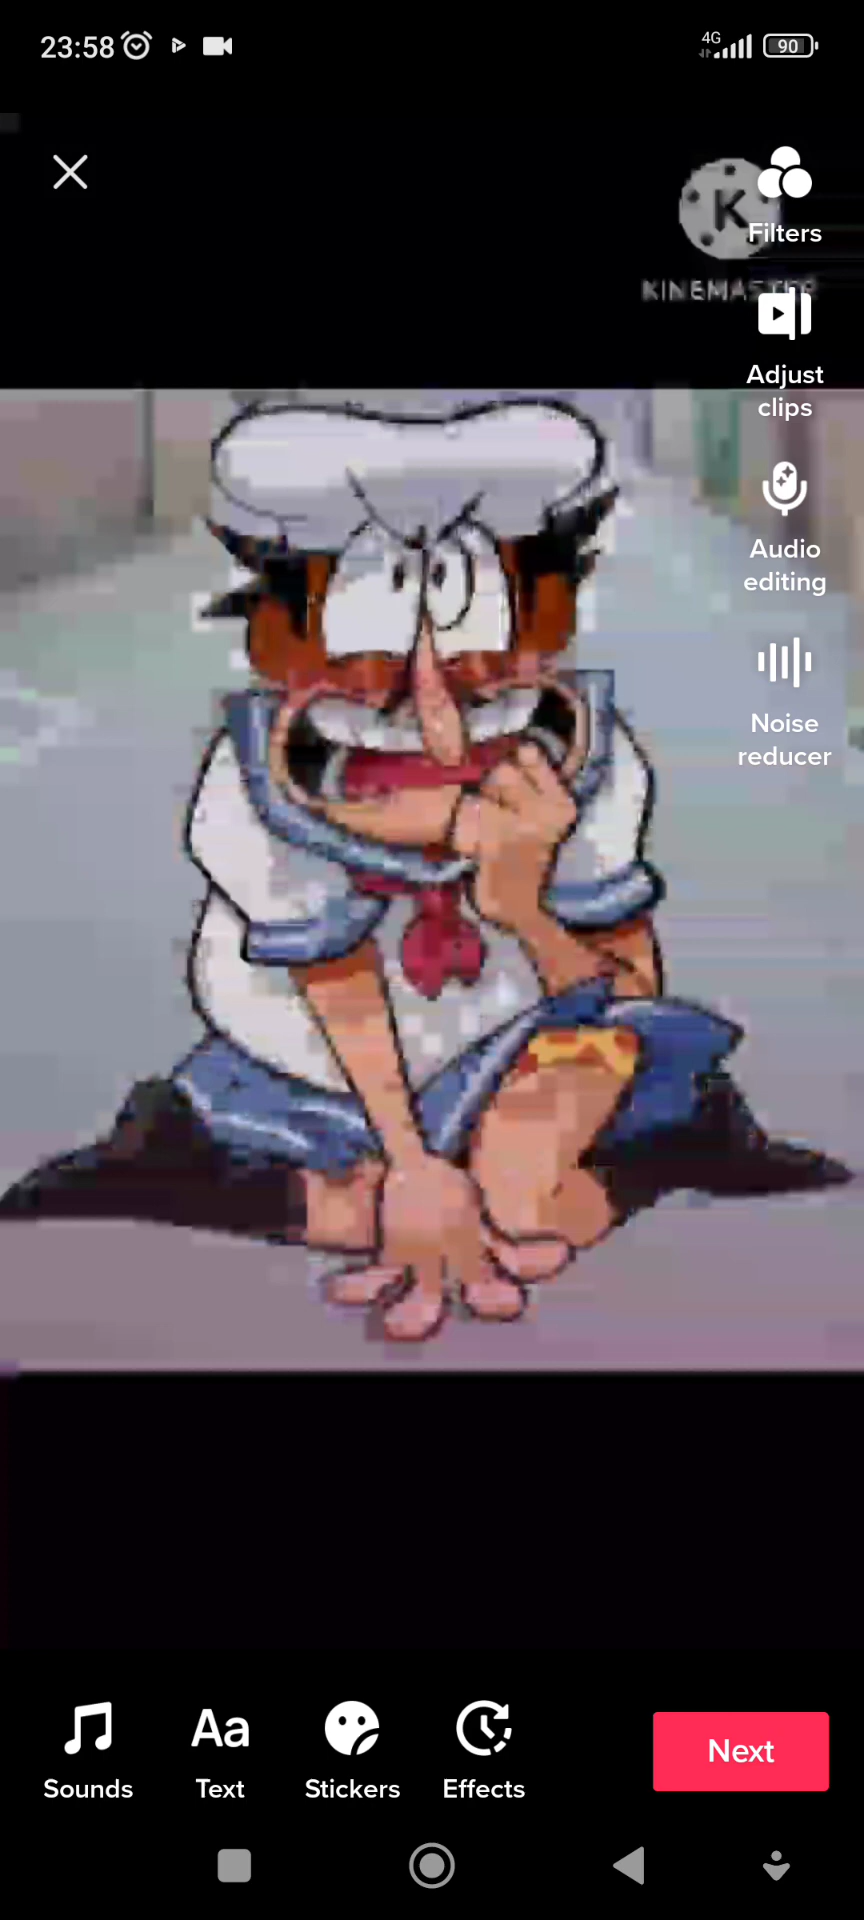 23:58
4G
90
K
KINEMASTER
Filters
Adjust
clips
Audio
editing
Noise
reducer
Sounds
Aa
Text
Stickers
Effects
Next